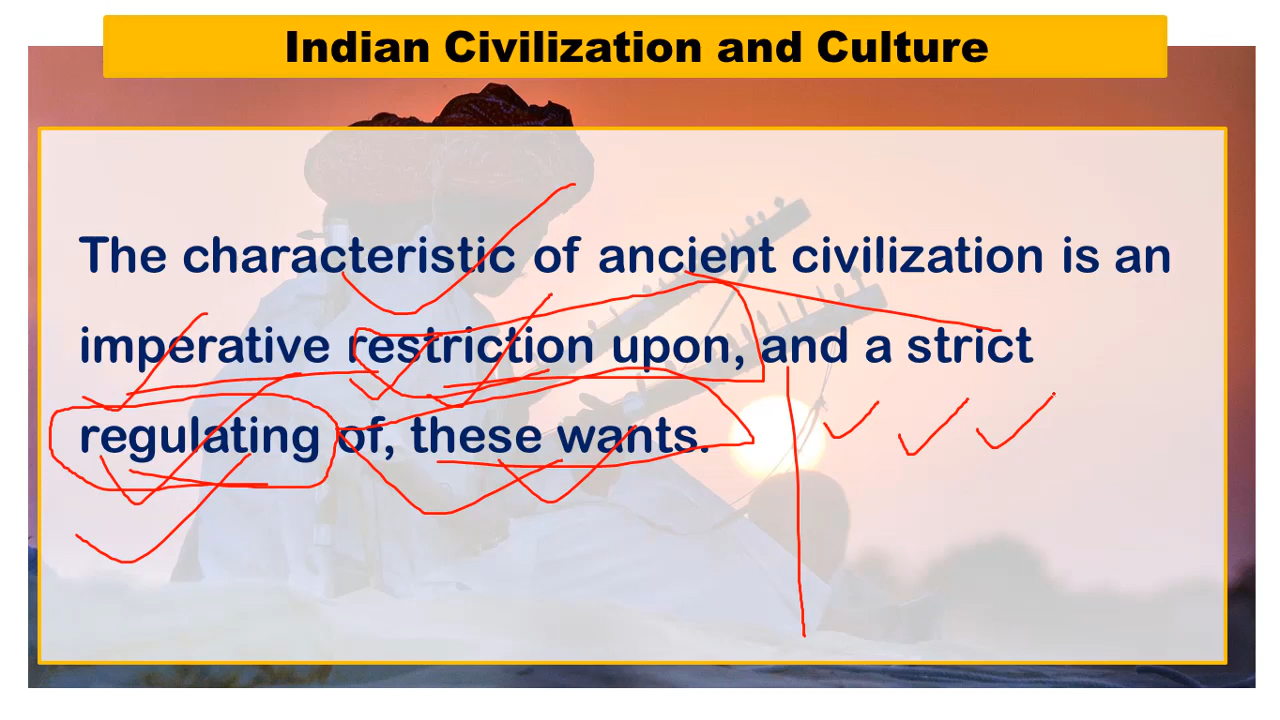 Indian Civilization and Culture
The characteristic of ancient civilization is an
imperative restriction upon, and a strict
regulating of, these wants.